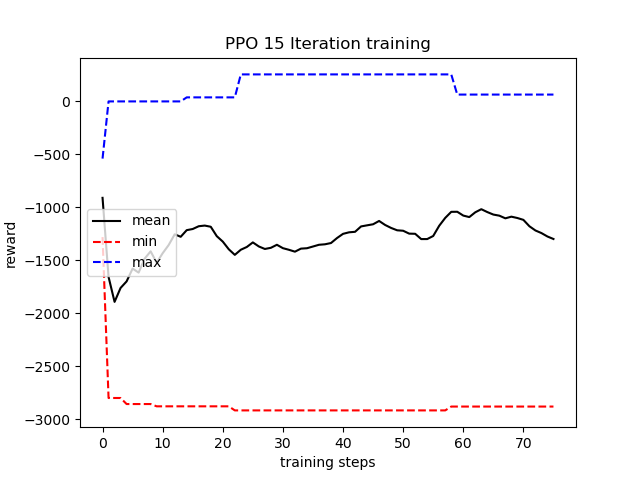 PPO 15 Iteration training
0
−500
−1000
−1500
−2000
−2500
−3000
reward
mean
min
max
0 10 20 30 40 50 60 70
training steps